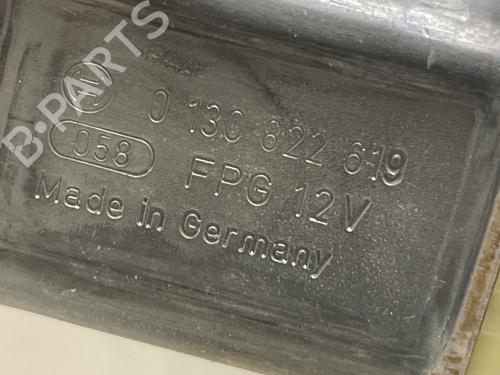 0 130 822 619
058 FPG 12V
Made in Germany
B-PARTS